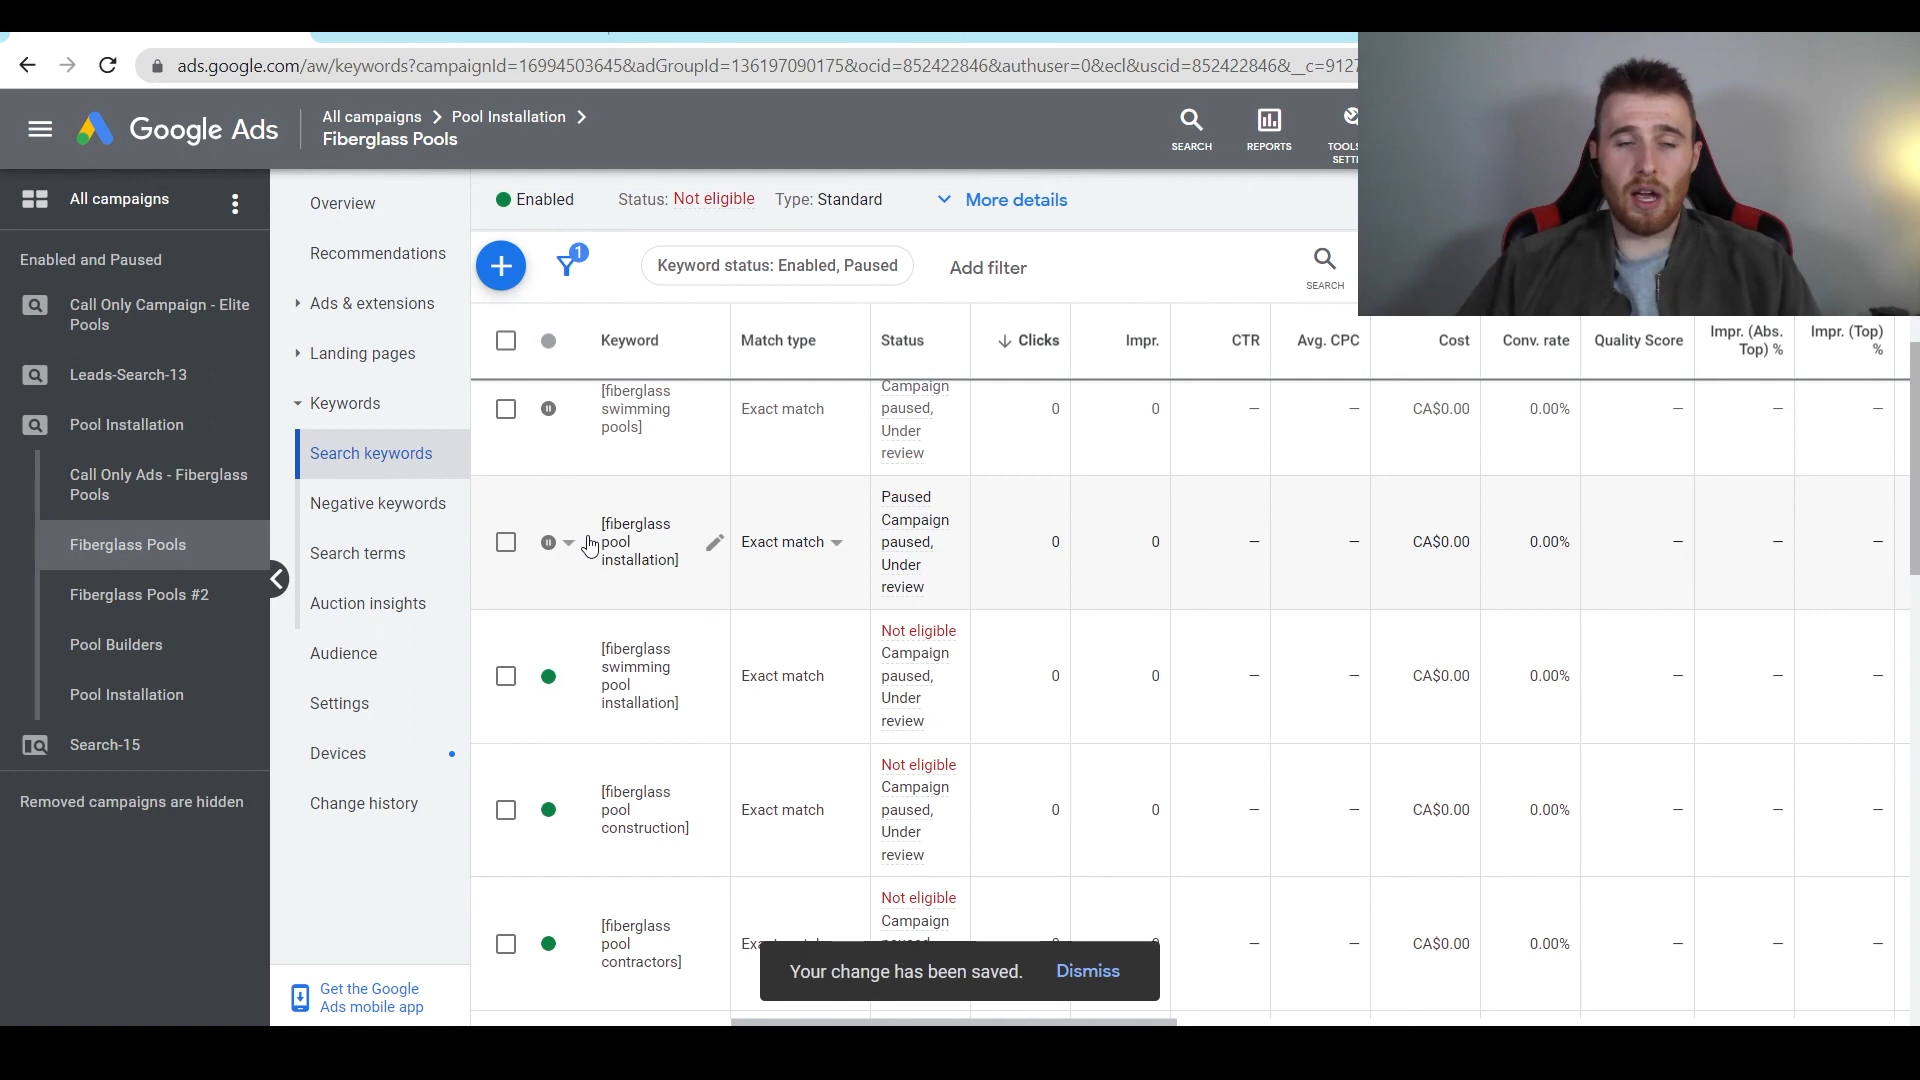 ads.google.com/aw/keywords?campaignId=16994503645&adGroupId=136197090175&ocid=852422846&authuser=0&ecl&uscid=852422846&__c=9127
Google Ads
All campaigns > Pool Installation >
Fiberglass Pools
SEARCH
REPORTS
TOOLS
SETT
All campaigns
Enabled and Paused
Call Only Campaign - Elite
Pools
Leads-Search-13
Pool Installation
Call Only Ads - Fiberglass
Pools
Fiberglass Pools
Fiberglass Pools #2
Pool Builders
Pool Installation
Search-15
Removed campaigns are hidden
Overview
Recommendations
Ads & extensions
Landing pages
Keywords
Search keywords
Negative keywords
Search terms
Auction insights
Audience
Settings
Devices
Change history
Get the Google
Ads mobile app
Enabled Status: Not eligible Type: Standard More details
1
Keyword status: Enabled, Paused Add filter
SEARCH
Keyword Match type Status Clicks Impr. CTR Avg. CPC Cost Conv. rate Quality Score Impr. (Abs. Top) % Impr. (Top) %
[fiberglass
swimming
pools]
Exact match
Campaign
paused,
Under
review
0 0 – – CA$0.00 0.00% – – –
[fiberglass
pool
installation]
Exact match
Paused
Campaign
paused,
Under
review
0 0 – – CA$0.00 0.00% – – –
[fiberglass
swimming
pool
installation]
Exact match
Not eligible
Campaign
paused,
Under
review
0 0 – – CA$0.00 0.00% – – –
[fiberglass
pool
construction]
Exact match
Not eligible
Campaign
paused,
Under
review
0 0 – – CA$0.00 0.00% – – –
[fiberglass
pool
contractors]
Not eligible
Campaign
– – CA$0.00 0.00% – – –
Your change has been saved. Dismiss